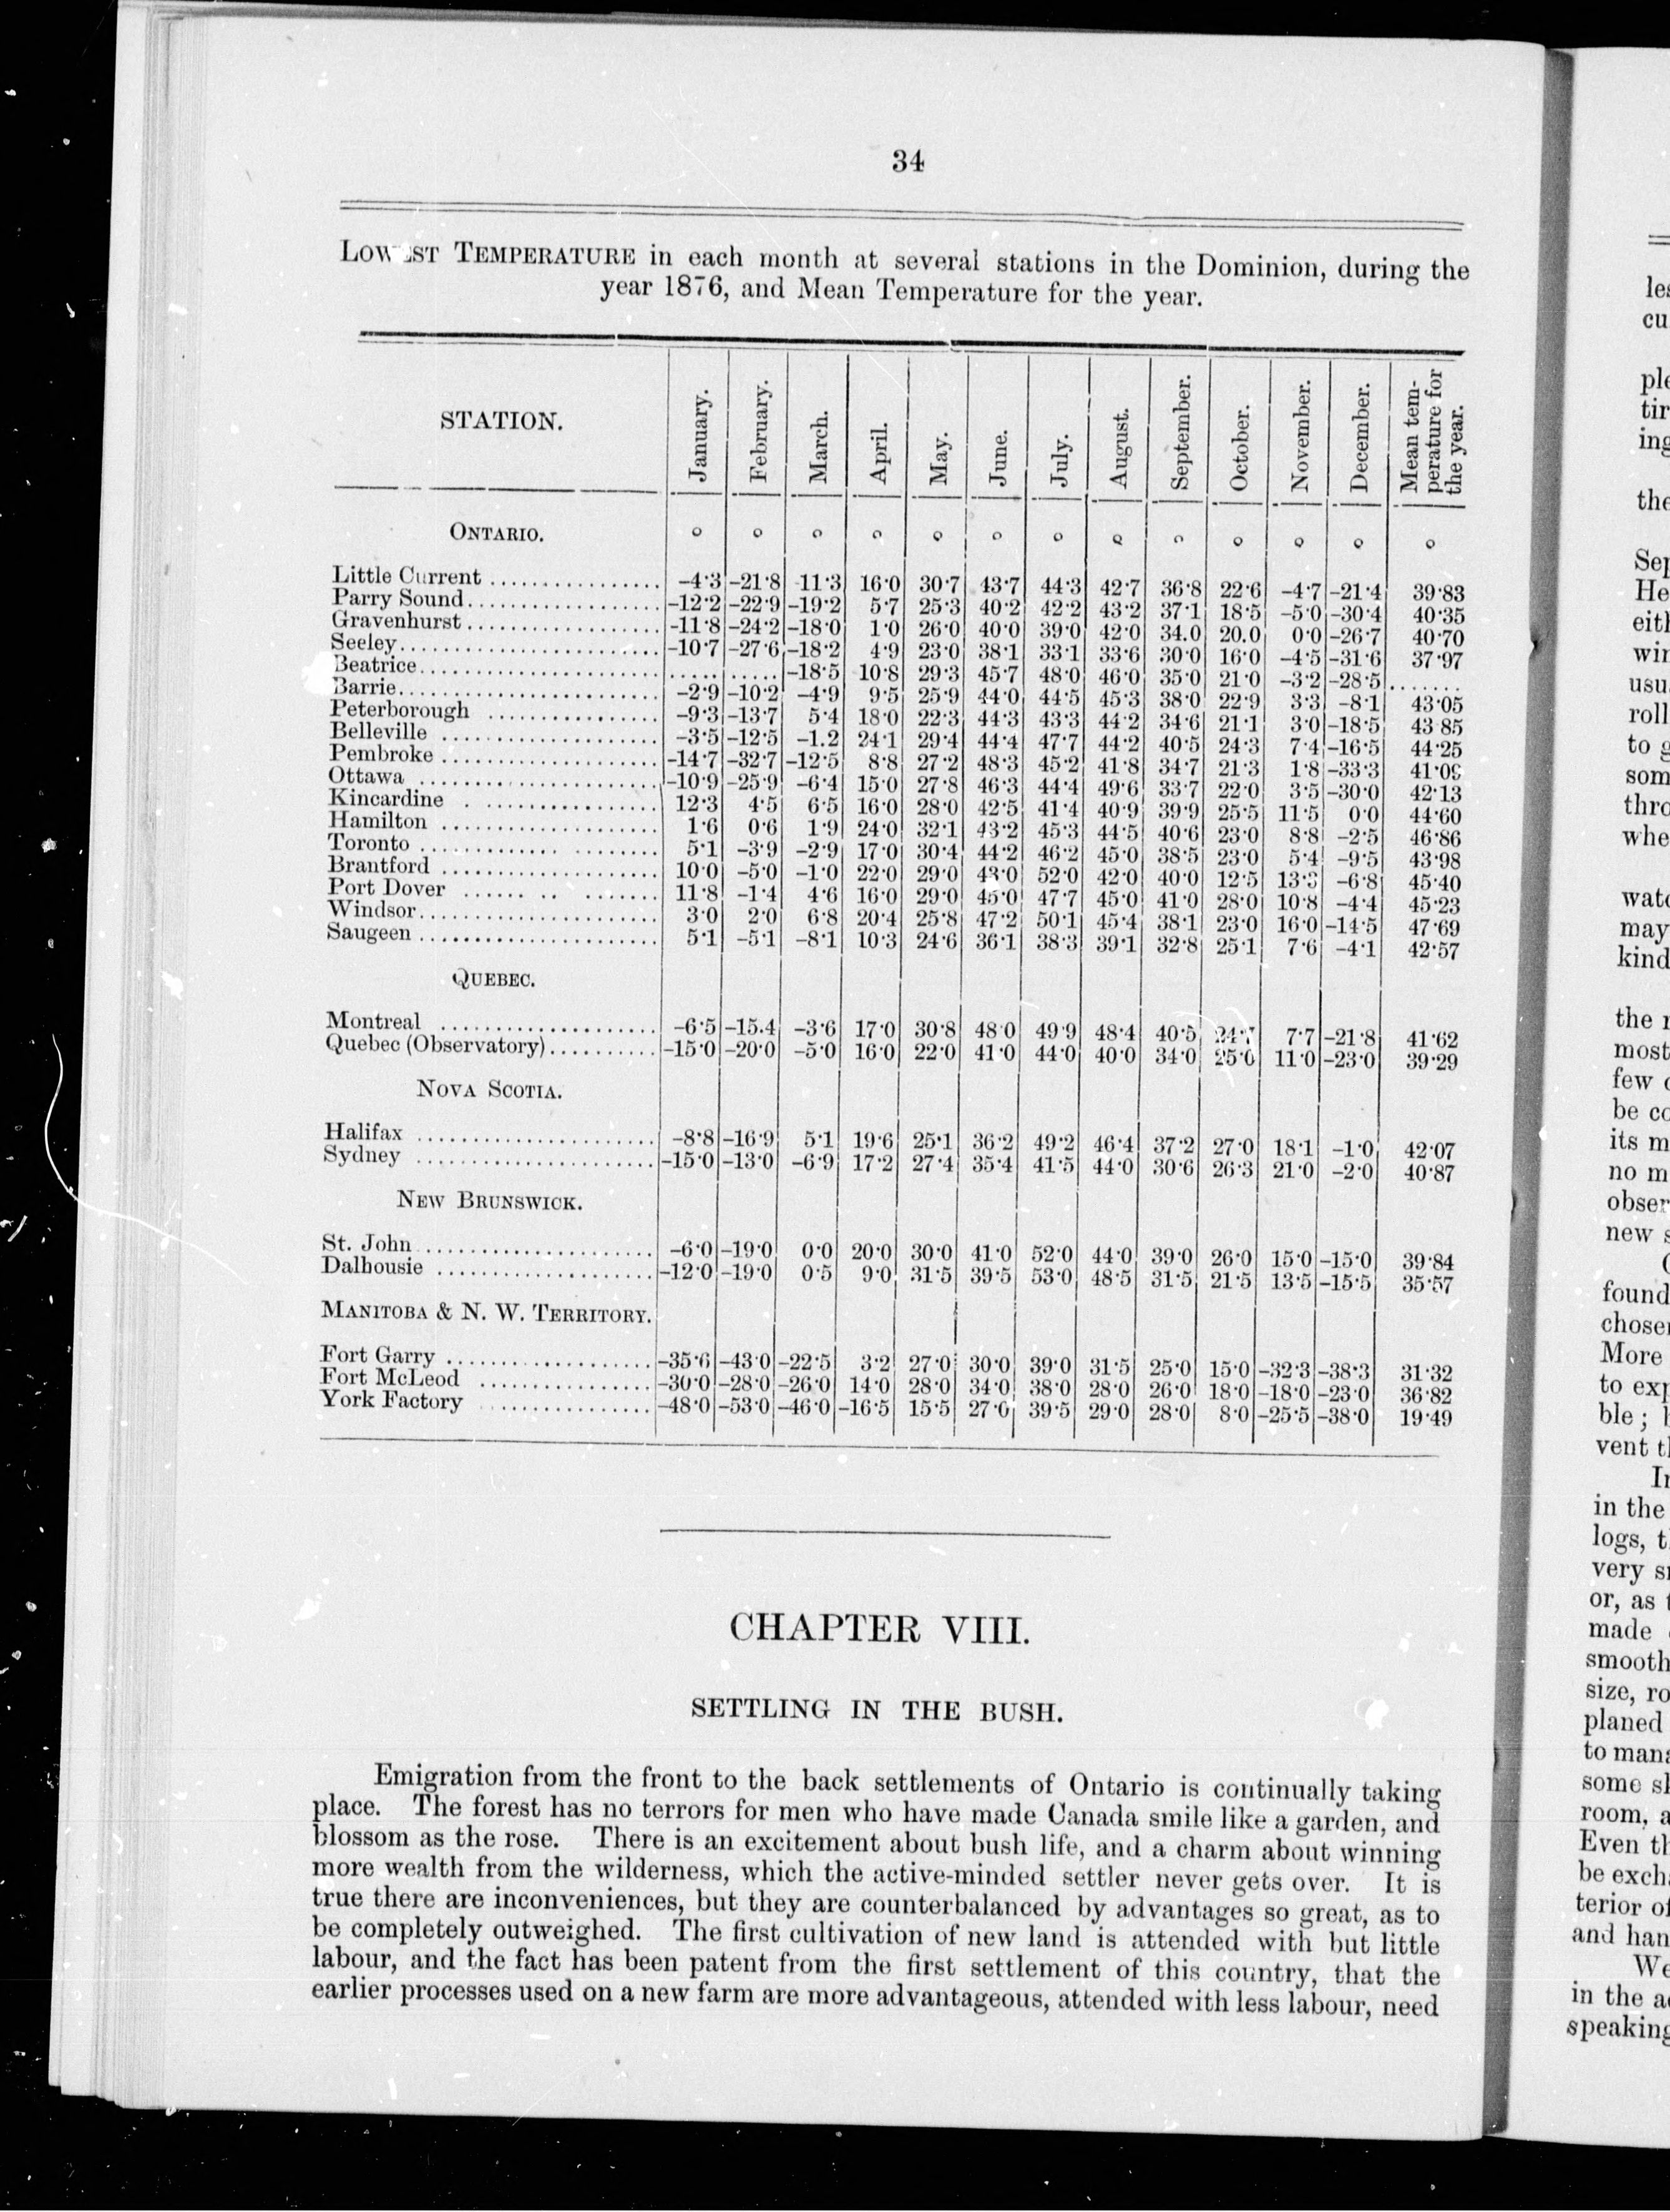 34
LOWEST TEMPERATURE in each month at several stations in the Dominion, during the
year 1876, and Mean Temperature for the year.
STATION. January. February. March. April. May. June. July. August. September. October. November. December. Mean tem-perature for the year.
ONTARIO. ° ° ° ° ° ° ° ° ° ° ° ° °
Little Current ................ –4·3 –21·8 11·3 16·0 30·7 43·7 44·3 42·7 36·8 22·6 –4·7 –21·4 39·83
Parry Sound.................. –12·2 –22·9 –19·2 5·7 25·3 40·2 42·2 43·2 37·1 18·5 –5·0 –30·4 40·35
Gravenhurst.................. –11·8 –24·2 –18·0 1·0 26·0 40·0 39·0 42·0 34.0 20.0 0·0 –26·7 40·70
Seeley........................ –10·7 –27·6 –18·2 4·9 23·0 38·1 33·1 33·6 30·0 16·0 –4·5 –31·6 37·97
Beatrice...................... ...... ...... –18·5 10·8 29·3 45·7 48·0 46·0 35·0 21·0 –3·2 –28·5 ........
Barrie........................ –2·9 –10·2 –4·9 9·5 25·9 44·0 44·5 45·3 38·0 22·9 3·3 –8·1 43·05
Peterborough ................ –9·3 –13·7 5·4 18·0 22·3 44·3 43·3 44·2 34·6 21·1 3·0 –18·5 43 85
Belleville .................... –3·5 –12·5 –1.2 24·1 29·4 44·4 47·7 44·2 40·5 24·3 7·4 –16·5 44·25
Pembroke .................... –14·7 –32·7 –12·5 8·8 27·2 48·3 45·2 41·8 34·7 21·3 1·8 –33·3
Ottawa ...................... –10·9 –25·9 –6·4 15·0 27·8 46·3 44·4 49·6 33·7 22·0 3·5 –30·0 42·13
Kincardine . ................ 12·3 4·5 6·5 16·0 28·0 42·5 41·4 40·9 39·9 25·5 11·5 0·0 44·60
Hamilton .................... 1·6 0·6 1·9 24·0 32·1 43·2 45·3 44·5 40·6 23·0 8·8 –2·5 46·86
Toronto ............ ........ 5·1 –3·9 –2·9 17·0 30·4 44·2 46·2 45·0 38·5 23·0 5·4 –9·5 43·98
Brantford .................... 10·0 –5·0 –1·0 22·0 29·0 43·0 52·0 42·0 40·0 12·5 13·3 –6·8 45·40
Port Dover ...... .. ....... 11·8 –1·4 4·6 16·0 29·0 45·0 47·7 45·0 41·0 28·0 10·8 –4·4 45·23
Windsor...................... 3·0 2·0 6·8 20·4 25·8 47·2 50·1 45·4 38·1 23·0 16·0 –14·5 47·69
Saugeen ...................... 5·1 –5·1 –8·1 10·3 24·6 36·1 38·3 39·1 32·8 25·1 7·6 –4·1 42·57
QUEBEC.
Montreal .................... –6·5 –15.4 –3·6 17·0 30·8 48 0 49·9 48·4 40·5 24·7 7·7 –21·8 41·62
Quebec (Observatory).......... –15·0 –20·0 –5·0 16·0 22·0 41·0 44·0 40·0 34·0 25·0 11·0 –23·0 39·29
NOVA SCOTIA.
Halifax ...................... –8·8 –16·9 5·1 19·6 25·1 36·2 49·2 46·4 37·2 27·0 18·1 –1·0 42·07
Sydney ...................... –15·0 –13·0 –6·9 17·2 27·4 35·4 41·5 44·0 30·6 26·3 21·0 –2·0 40·87
NEW BRUNSWICK.
St. John ...................... –6·0 –19·0 0·0 20·0 30·0 41·0 52·0 44·0 39·0 26·0 15·0 –15·0 39·84
Dalhousie .................... –12·0 –19·0 0·5 9·0 31·5 39·5 53·0 48·5 31·5 21·5 13·5 –15·5 35·57
MANITOBA & N. W. TERRITORY.
Fort Garry .................... –35·6 –43·0 –22·5 3·2 27·0 30·0 39·0 31·5 25·0 15·0 –32·3 –38·3 31·32
Fort McLeod ................ –30·0 –28·0 –26·0 14·0 28·0 34·0 38·0 28·0 26·0 18·0 –18·0 –23·0 36·82
York Factory ................ –48·0 –53·0 –46·0 –16·5 15·5 27·0 39·5 29·0 28·0 8·0 –25·5 –38·0 19·49
CHAPTER VIII.
SETTLING IN THE BUSH.
Emigration from the front to the back settlements of Ontario is continually taking
place. The forest has no terrors for men who have made Canada smile like a garden, and
blossom as the rose. There is an excitement about bush life, and a charm about winning
more wealth from the wilderness, which the active-minded settler never gets over. It is
true there are inconveniences, but they are counterbalanced by advantages so great, as to
be completely outweighed. The first cultivation of new land is attended with but little
labour, and the fact has been patent from the first settlement of this country, that the
earlier processes used on a new farm are more advantageous, attended with less labour, need